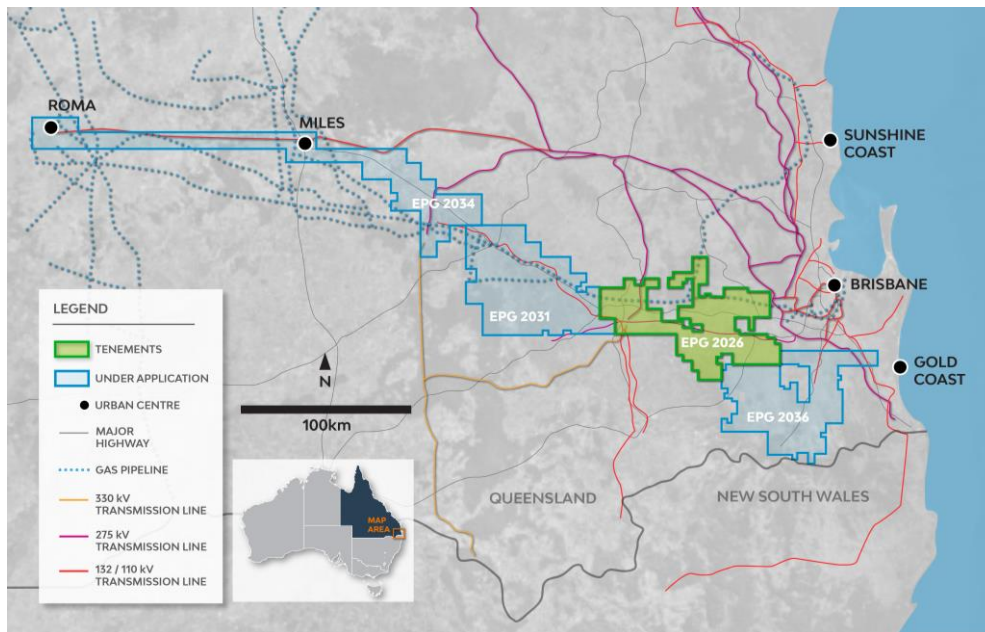 ROMA
MILES
SUNSHINE
COAST
EPG 2034
BRISBANE
EPG 2031
EPG 2026
GOLD
COAST
EPG 2036
LEGEND
TENEMENTS
UNDER APPLICATION
URBAN CENTRE
MAJOR
HIGHWAY
GAS PIPELINE
330 kV
TRANSMISSION LINE
275 kV
TRANSMISSION LINE
132 / 110 kV
TRANSMISSION LINE
N
100km
MAP
AREA
QUEENSLAND
NEW SOUTH WALES